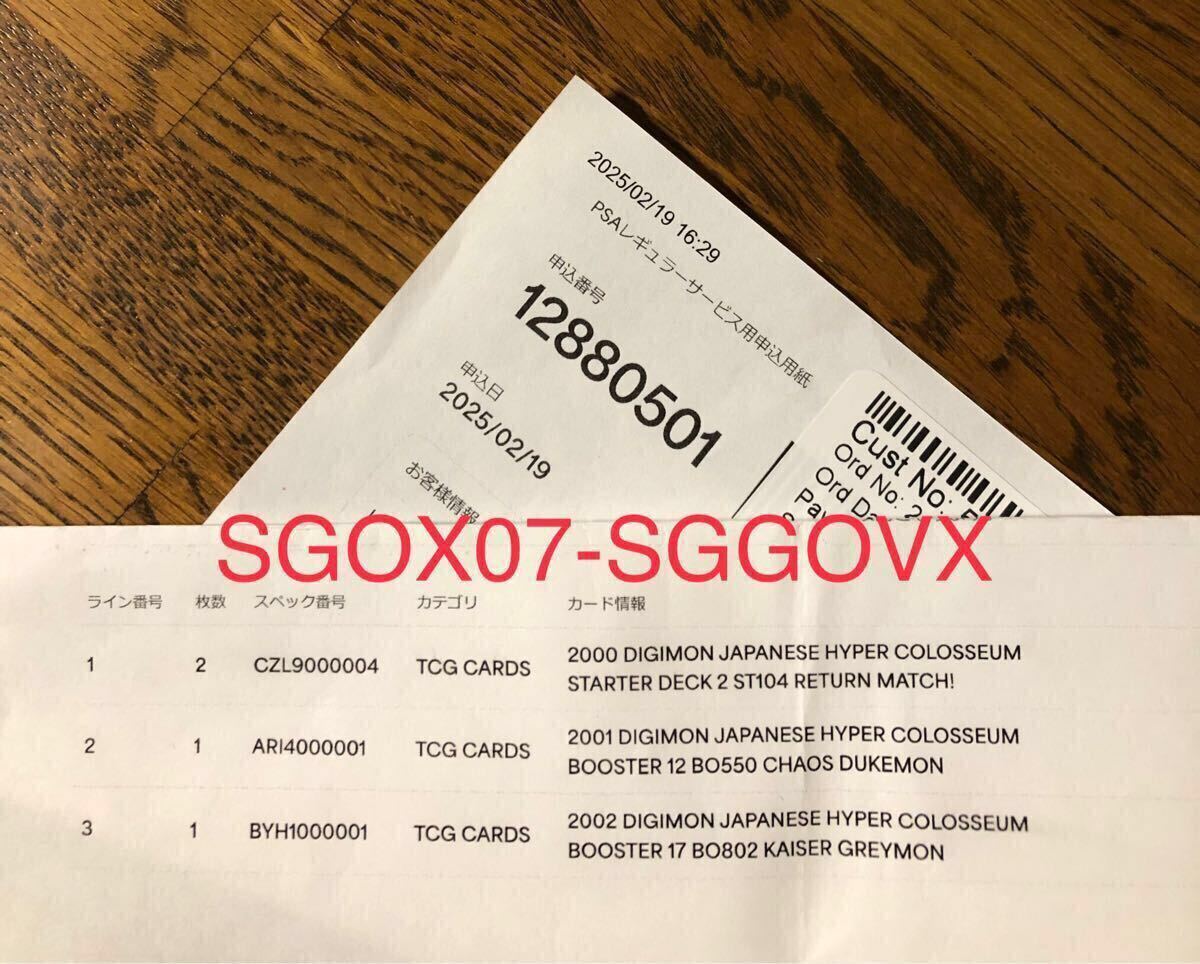 2025/02/19 16:29
PSAレギュラーサービス用申込用紙
申込番号
12880501
申込日
2025/02/19
お客様情報
Cust No:
Ord No: 2
Ord Da
Pay
SGOX07-SGGOVX
ライン番号 枚数 スペック番号 カテゴリ カード情報
1 2 CZL9000004 TCG CARDS 2000 DIGIMON JAPANESE HYPER COLOSSEUM
STARTER DECK 2 ST104 RETURN MATCH!
2 1 ARI4000001 TCG CARDS 2001 DIGIMON JAPANESE HYPER COLOSSEUM
BOOSTER 12 BO550 CHAOS DUKEMON
3 1 BYH1000001 TCG CARDS 2002 DIGIMON JAPANESE HYPER COLOSSEUM
BOOSTER 17 BO802 KAISER GREYMON